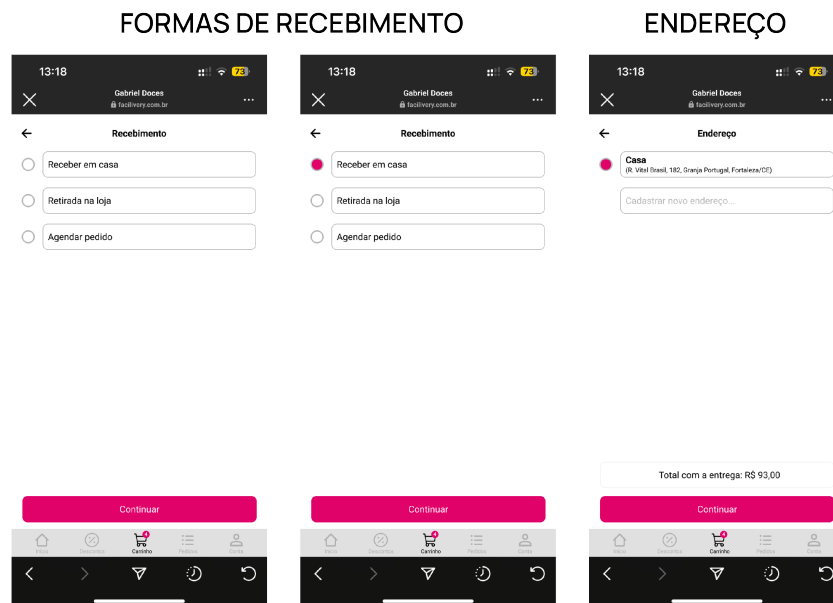 FORMAS DE RECEBIMENTO
ENDEREÇO
13:18
73
Gabriel Doces
facilivery.com.br
Recebimento
Receber em casa
Retirada na loja
Agendar pedido
Continuar
Início
Descontos
4
Carrinho
Pedidos
Conta
13:18
73
Gabriel Doces
facilivery.com.br
Recebimento
Receber em casa
Retirada na loja
Agendar pedido
Continuar
Início
Descontos
4
Carrinho
Pedidos
Conta
13:18
73
Gabriel Doces
facilivery.com.br
Endereço
Casa
(R. Vital Brasil, 182, Granja Portugal, Fortaleza/CE)
Cadastrar novo endereço...
Total com a entrega: R$ 93,00
Continuar
Início
Descontos
4
Carrinho
Pedidos
Conta